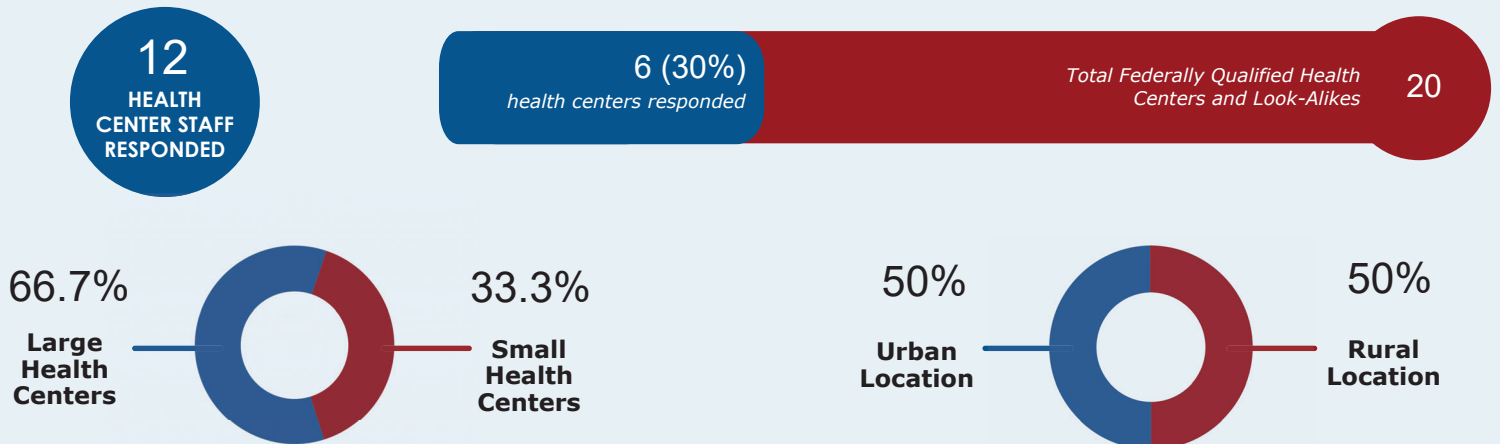 12
HEALTH
CENTER STAFF
RESPONDED
6 (30%)
health centers responded
Total Federally Qualified Health
Centers and Look-Alikes
20
66.7%
Large
Health
Centers
33.3%
Small
Health
Centers
50%
Urban
Location
50%
Rural
Location